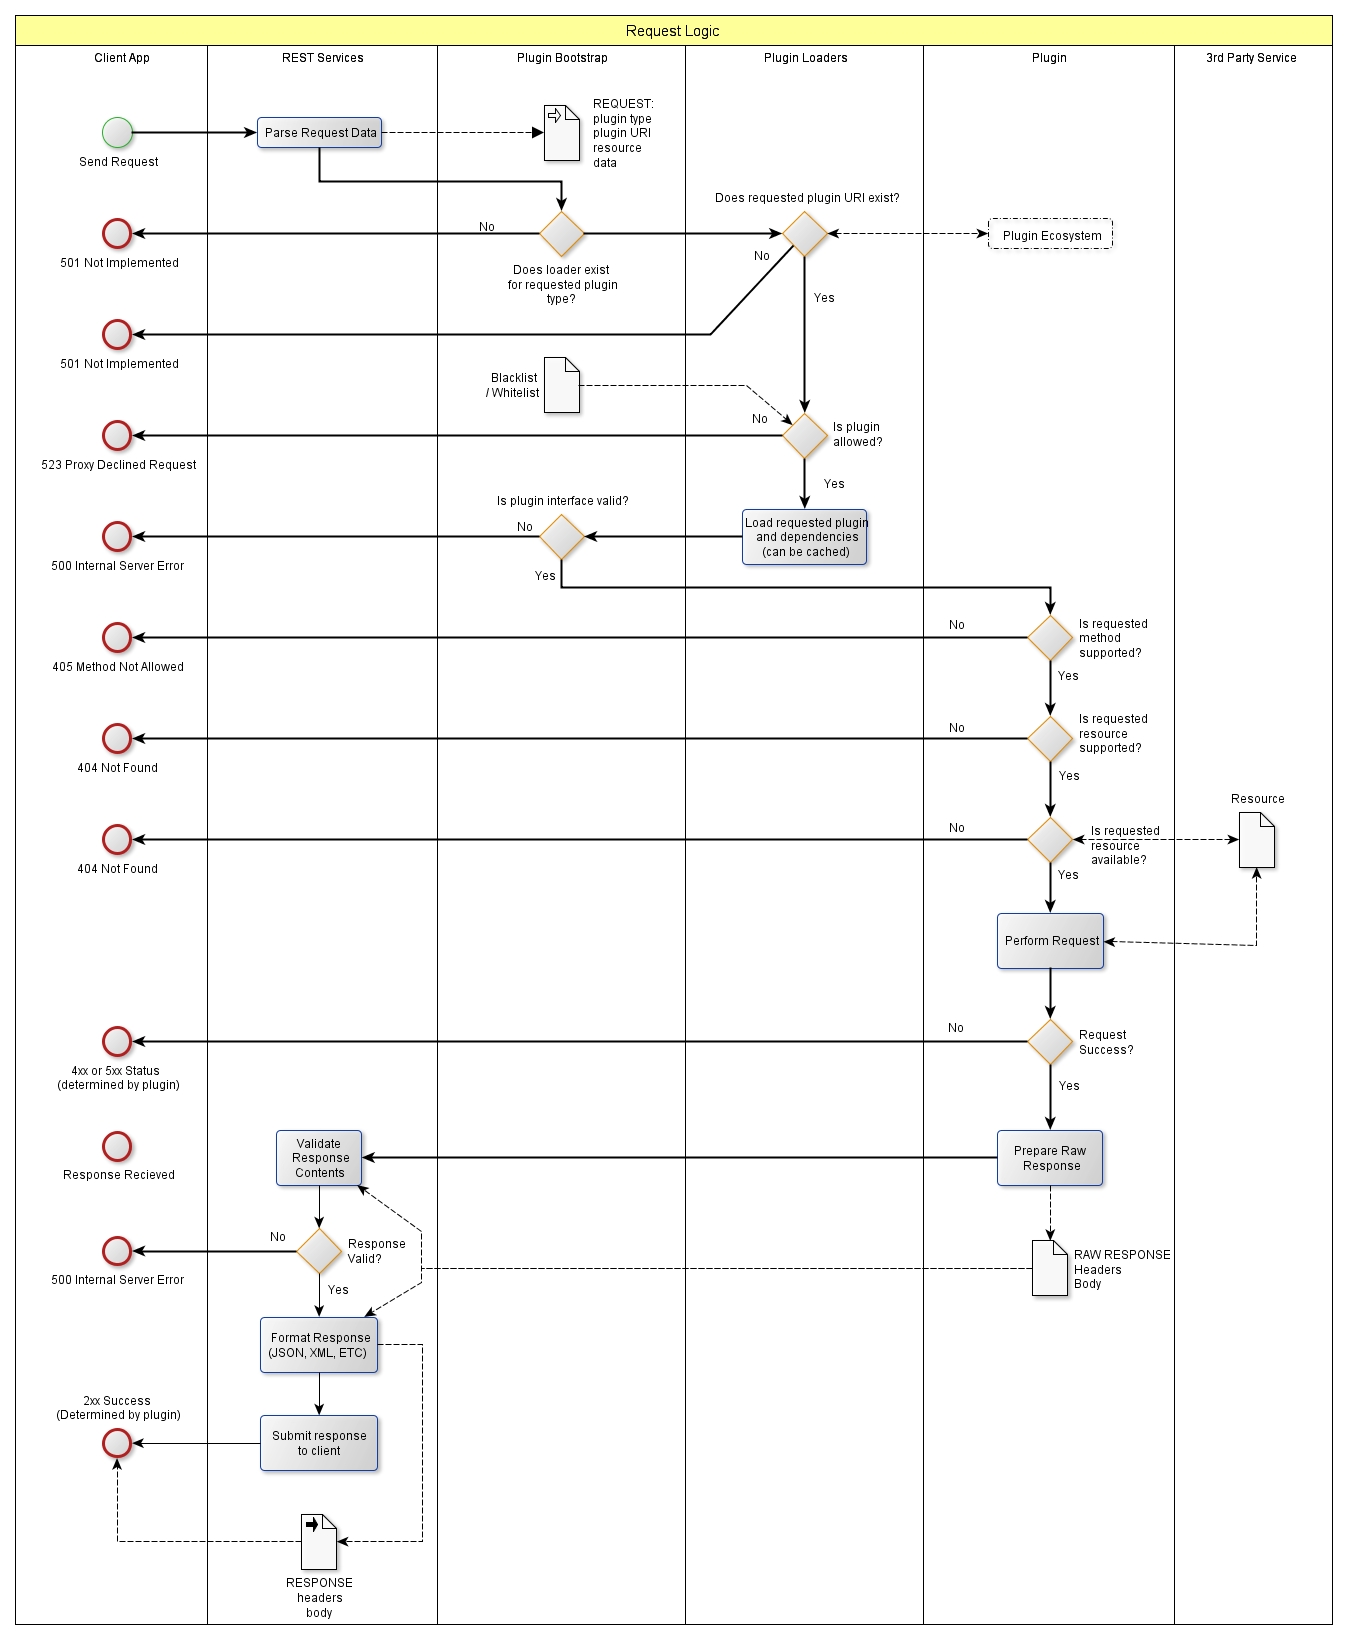 Request Logic
Client App
REST Services
Plugin Bootstrap
Plugin Loaders
Plugin
3rd Party Service
Send Request
Parse Request Data
REQUEST:
plugin type
plugin URI
resource
data
Does requested plugin URI exist?
No
501 Not Implemented
Does loader exist
for requested plugin
type?
No
Plugin Ecosystem
Yes
501 Not Implemented
Blacklist
/ Whitelist
No
Is plugin
allowed?
523 Proxy Declined Request
Yes
Is plugin interface valid?
No
Load requested plugin
and dependencies
(can be cached)
500 Internal Server Error
Yes
No
Is requested
method
supported?
405 Method Not Allowed
Yes
No
Is requested
resource
supported?
404 Not Found
Yes
Resource
No
Is requested
resource
available?
404 Not Found
Yes
Perform Request
No
Request
Success?
4xx or 5xx Status
(determined by plugin)
Yes
Response Recieved
Validate
Response
Contents
Prepare Raw
Response
No
Response
Valid?
500 Internal Server Error
RAW RESPONSE
Headers
Body
Yes
Format Response
(JSON, XML, ETC)
2xx Success
(Determined by plugin)
Submit response
to client
RESPONSE
headers
body